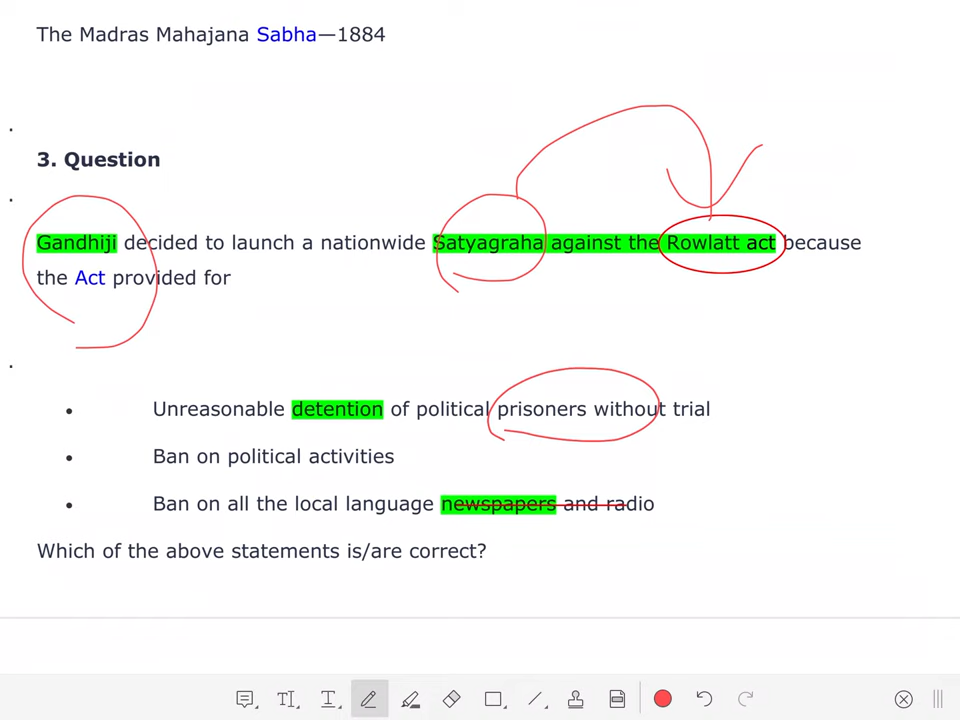 The Madras Mahajana Sabha—1884
3. Question
Gandhiji decided to launch a nationwide Satyagraha against the Rowlatt act because
the Act provided for
• Unreasonable detention of political prisoners without trial
• Ban on political activities
• Ban on all the local language newspapers and radio
Which of the above statements is/are correct?